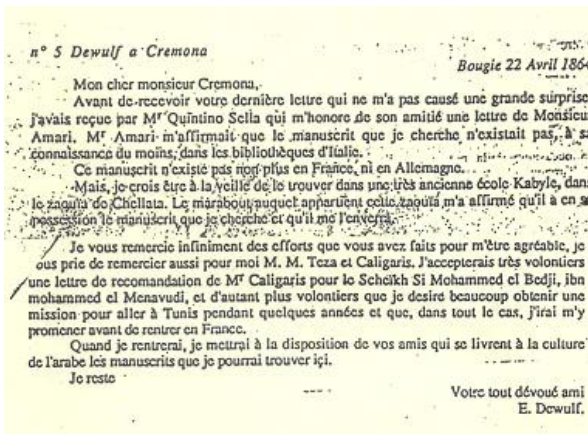 n° 5 Dewulf a Cremona
Bougie 22 Avril 1864
Mon cher monsieur Cremona,
Avant de recevoir votre dernière lettre qui ne m'a pas causé une grande surprise
j'avais reçue par Mr Quintino Sella qui m'honore de son amitié une lettre de Monsieur
Amari. Mr Amari m'affirmait que le manuscrit que je cherche n'existait pas, à sa
connaissance du moins, dans les bibliothèques d'Italie.
Ce manuscrit n'existe pas non plus en France, ni en Allemagne.
Mais, je crois être à la veille de le trouver dans une très ancienne école Kabyle, dans
le zaouïa de Chellata. Le marabout auquel appartient cette zaouïa m'a affirmé qu'il a en sa
possession le manuscrit que je cherche et qu'il me l'enverra.
Je vous remercie infiniment des efforts que vous avez faits pour m'être agréable, je
ous prie de remercier aussi pour moi M. M. Teza et Caligaris. J'accepterais très volontiers
une lettre de recomandation de Mr Caligaris pour le Scheïkh Si Mohammed el Bedji, ibn
mohammed el Menavudi, et d'autant plus volontiers que je desire beaucoup obtenir une
mission pour aller à Tunis pendant quelques années et que, dans tout le cas, j'irai m'y
promener avant de rentrer en France.
Quand je rentrerai, je mettrai à la disposition de vos amis qui se livrent à la culture
de l'arabe les manuscrits que je pourrai trouver içi.
Je reste
Votre tout dévoué ami
E. Dewulf.